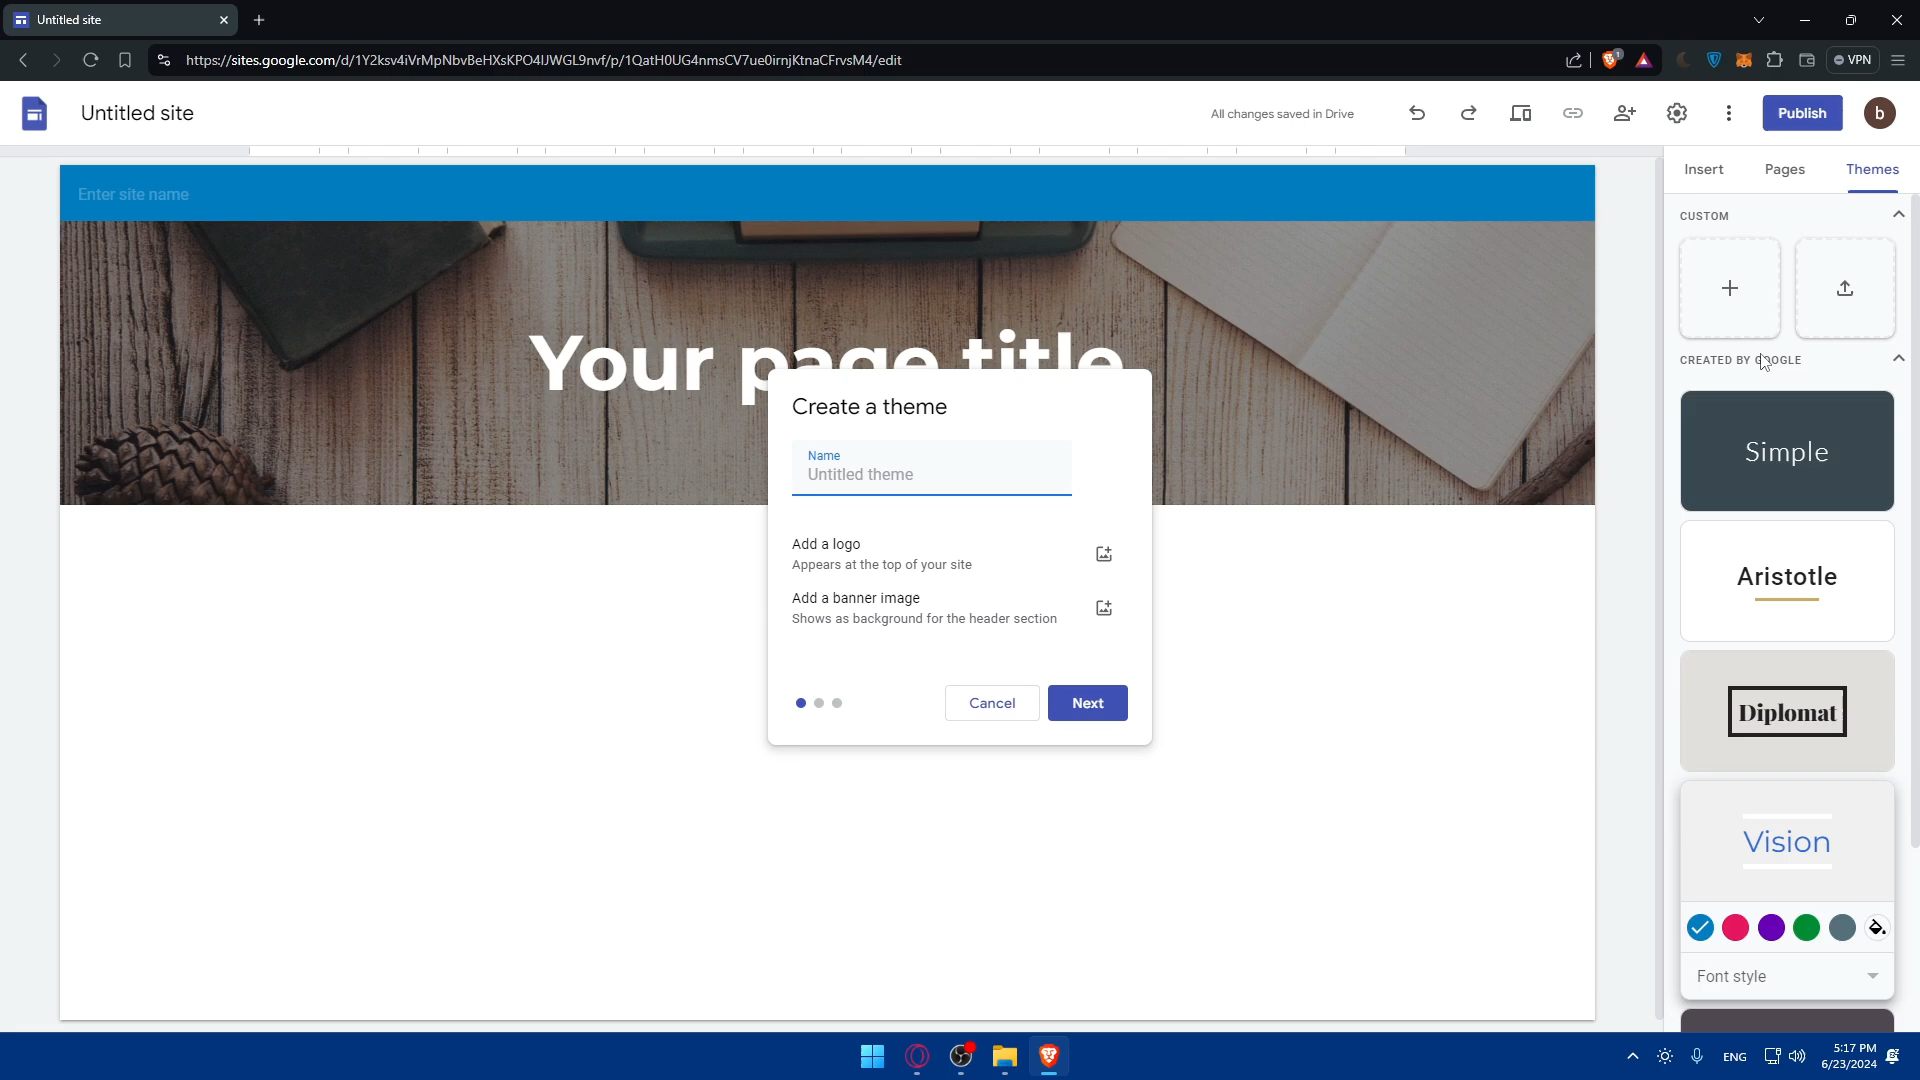 Untitled site
https://sites.google.com/d/1Y2ksv4iVrMpNbvBeHXsKPO4lJWGL9nvf/p/1QatH0UG4nmsCV7ue0irnjKtnaCFrvsM4/edit
1
VPN
Untitled site
All changes saved in Drive
Publish
b
Insert
Pages
Themes
Enter site name
Your page title
CUSTOM
CREATED BY GOOGLE
Simple
Aristotle
Diplomat
Vision
Font style
Create a theme
Name
Untitled theme
Add a logo
Appears at the top of your site
Add a banner image
Shows as background for the header section
Cancel
Next
ENG
5:17 PM
6/23/2024